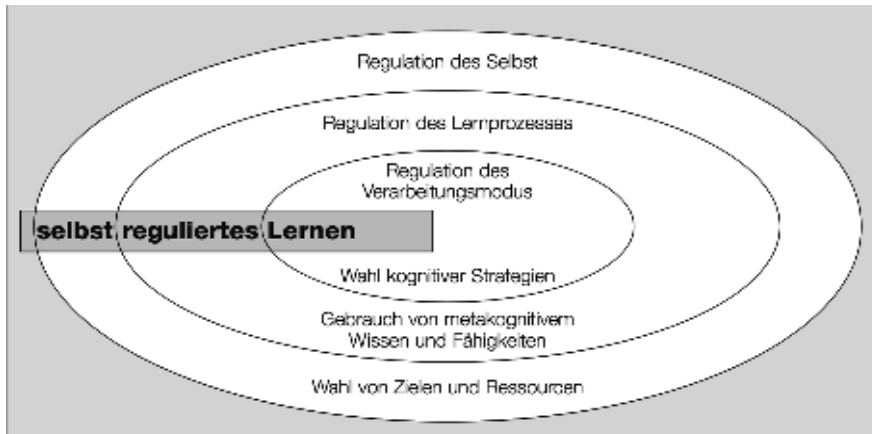 Regulation des Selbst
Regulation des Lernprozesses
Regulation des
Verarbeitungsmodus
selbst reguliertes Lernen
Wahl kognitiver Strategien
Gebrauch von metakognitivem
Wissen und Fähigkeiten
Wahl von Zielen und Ressourcen